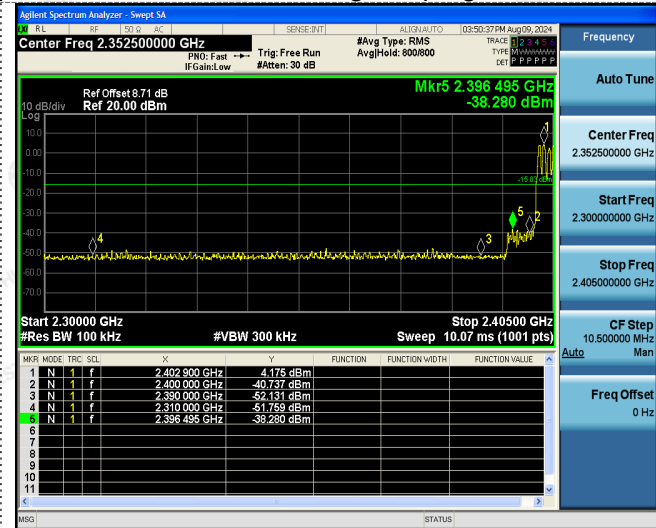 Agilent Spectrum Analyzer - Swept SA
RL RF 50 Ω AC SENSE:INT ALIGN AUTO 03:50:37 PM Aug 09, 2024
Center Freq 2.352500000 GHz
PNO: Fast
IFGain:Low
Trig: Free Run
#Atten: 30 dB
#Avg Type: RMS
Avg|Hold: 800/800
TRACE 1 2 3 4 5 6
TYPE M
DET P P P P P P
Frequency
Auto Tune
Center Freq
2.352500000 GHz
Start Freq
2.300000000 GHz
Stop Freq
2.405000000 GHz
CF Step
10.500000 MHz
Auto Man
Freq Offset
0 Hz
Ref Offset 8.71 dB
10 dB/div Ref 20.00 dBm
Log
Mkr5 2.396 495 GHz
-38.280 dBm
10.0
0.00
-10.0
-20.0
-30.0
-40.0
-50.0
-60.0
-70.0
1
-15.83 dBm
5
2
3
4
Start 2.30000 GHz Stop 2.40500 GHz
#Res BW 100 kHz #VBW 300 kHz Sweep 10.07 ms (1001 pts)
MKR MODE TRC SCL X Y FUNCTION FUNCTION WIDTH FUNCTION VALUE
1 N 1 f 2.402 900 GHz 4.175 dBm
2 N 1 f 2.400 000 GHz -40.737 dBm
3 N 1 f 2.390 000 GHz -52.131 dBm
4 N 1 f 2.310 000 GHz -51.759 dBm
5 N 1 f 2.396 495 GHz -38.280 dBm
6
7
8
9
10
11
MSG STATUS